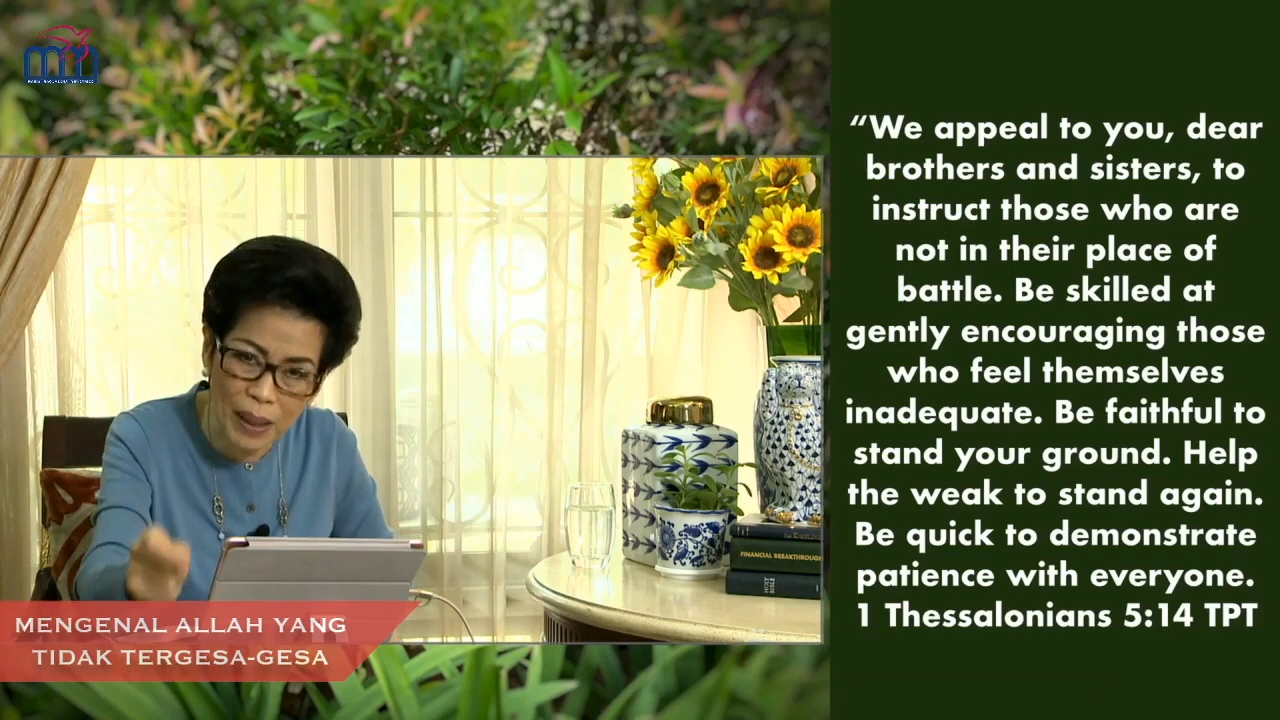 “We appeal to you, dear
brothers and sisters, to
instruct those who are
not in their place of
battle. Be skilled at
gently encouraging those
who feel themselves
inadequate. Be faithful to
stand your ground. Help
the weak to stand again.
Be quick to demonstrate
patience with everyone.
1 Thessalonians 5:14 TPT
FINANCIAL BREAKTHROUGH
HOLY
BIBLE
MENGENAL ALLAH YANG
TIDAK TERGESA-GESA